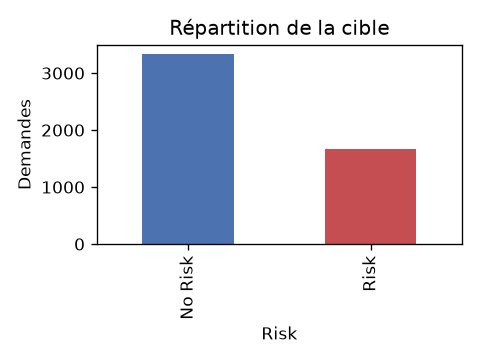 Répartition de la cible
Demandes
3000
2000
1000
0
No Risk
Risk
Risk